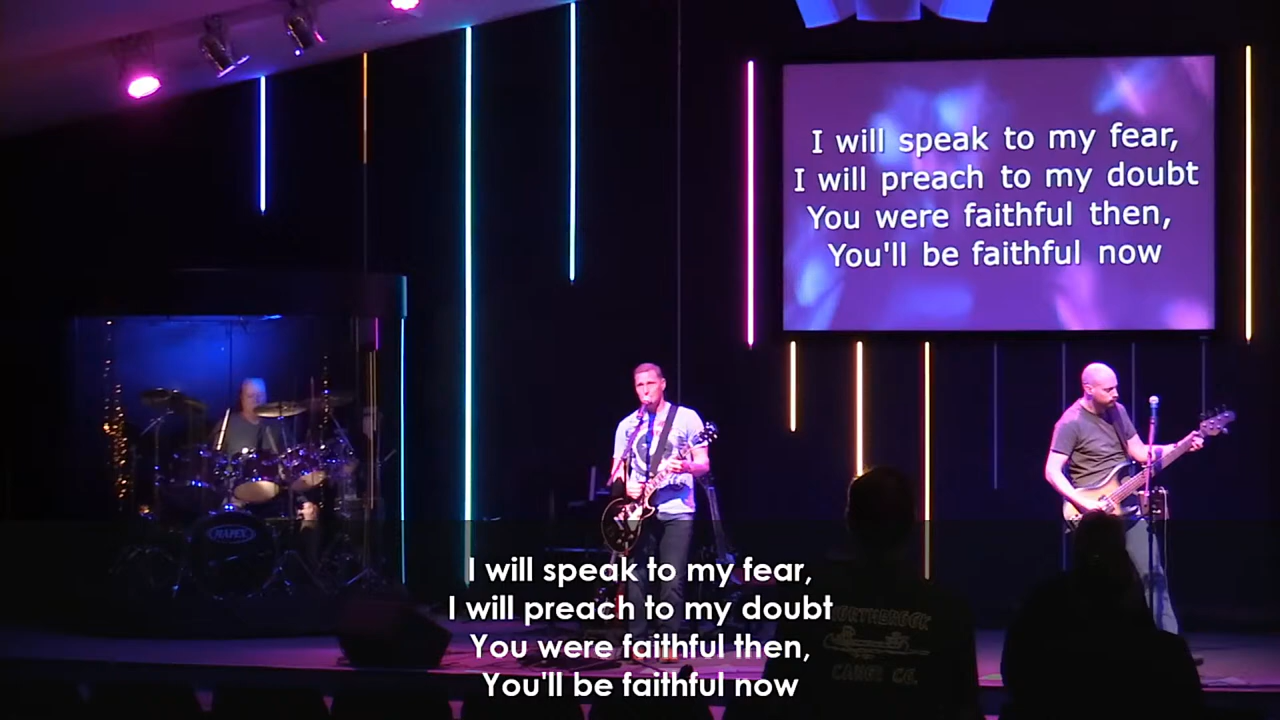 I will speak to my fear,
I will preach to my doubt
You were faithful then,
You'll be faithful now
MAPEX
I will speak to my fear,
I will preach to my doubt
You were faithful then,
You'll be faithful now